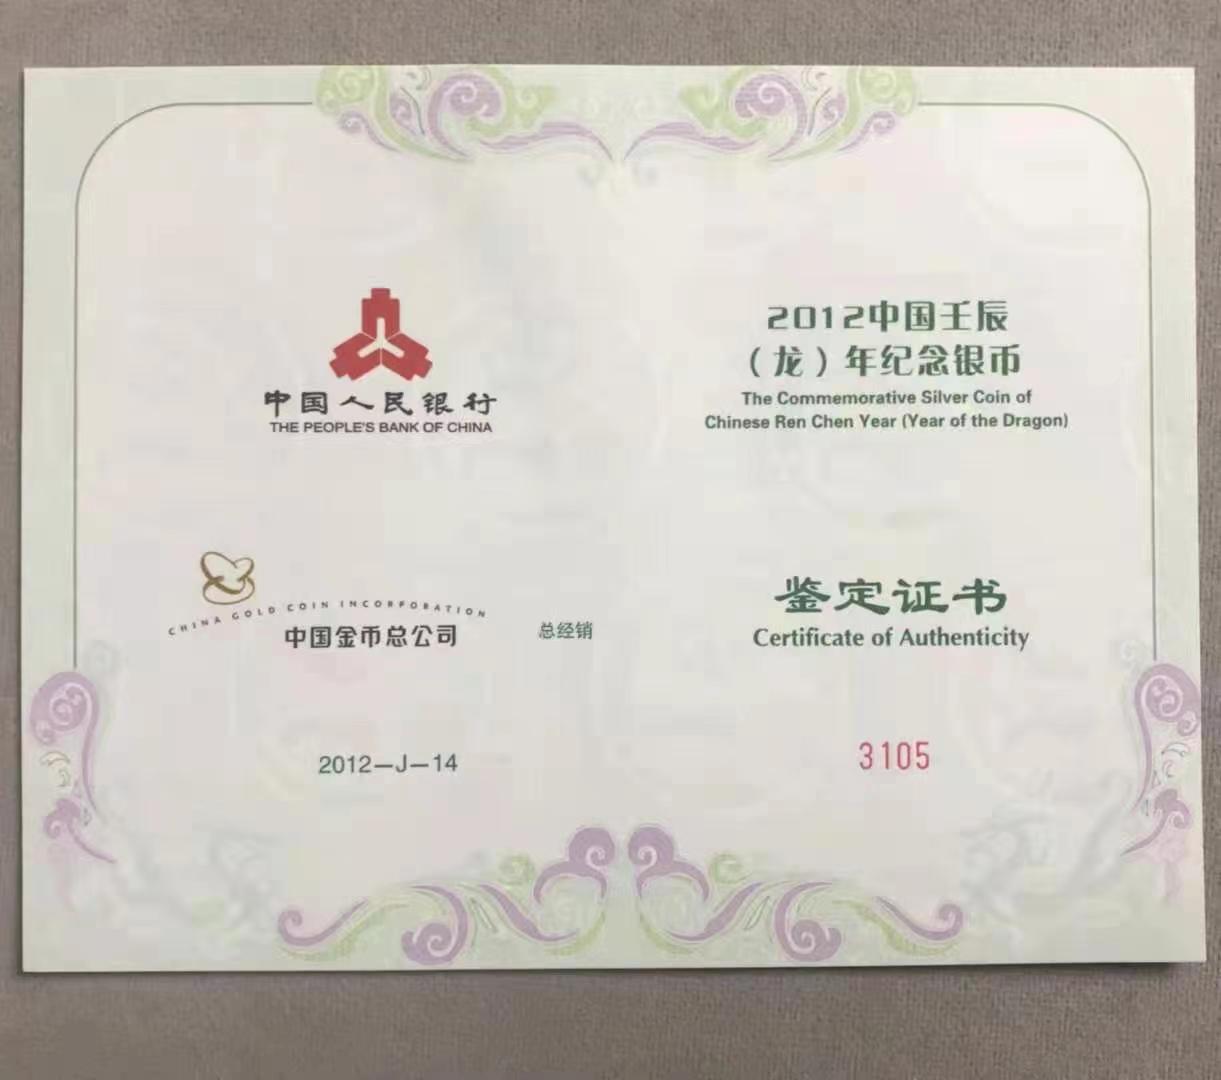 中国人民银行
THE PEOPLE'S BANK OF CHINA
CHINA GOLD COIN INCORPORATION
中国金币总公司
总经销
2012—J—14
2012中国壬辰
（龙）年纪念银币
The Commemorative Silver Coin of
Chinese Ren Chen Year (Year of the Dragon)
鉴定证书
Certificate of Authenticity
3105